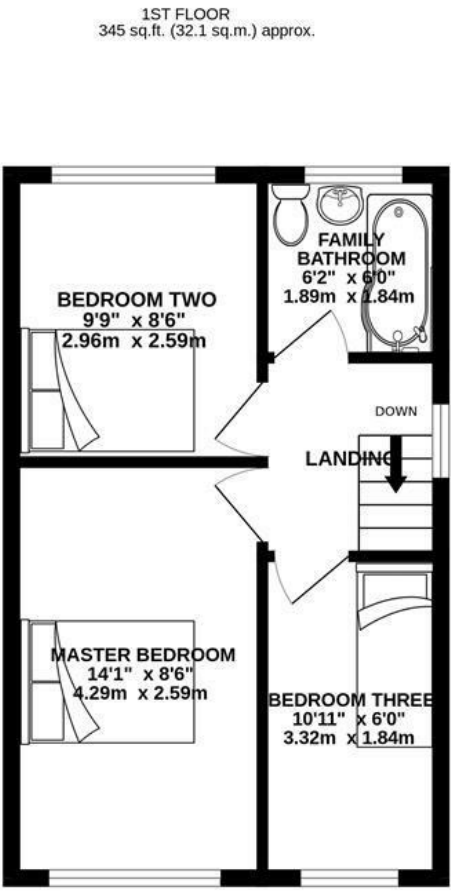 1ST FLOOR
345 sq.ft. (32.1 sq.m.) approx.
FAMILY
BATHROOM
6'2" x 6'0"
1.89m x 1.84m
BEDROOM TWO
9'9" x 8'6"
2.96m x 2.59m
DOWN
LANDING
MASTER BEDROOM
14'1" x 8'6"
4.29m x 2.59m
BEDROOM THREE
10'11" x 6'0"
3.32m x 1.84m